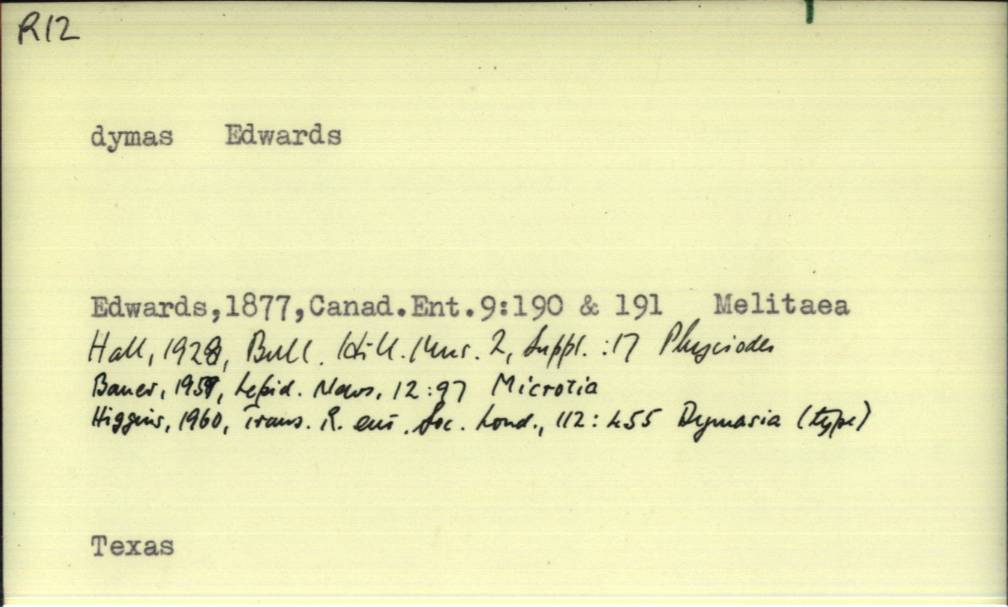 R12
dymas Edwards
Edwards,1877,Canad.Ent.9:190 & 191 Melitaea
Hall, 1928, Bull. Hill. Mus. 2, Suppl. :17 Phyciodes
Bauer, 1959, Lepid. News, 12:97 Microtia
Higgins, 1960, Trans. R. ent. Soc. Lond., 112: 455 Dymasia (type)
Texas